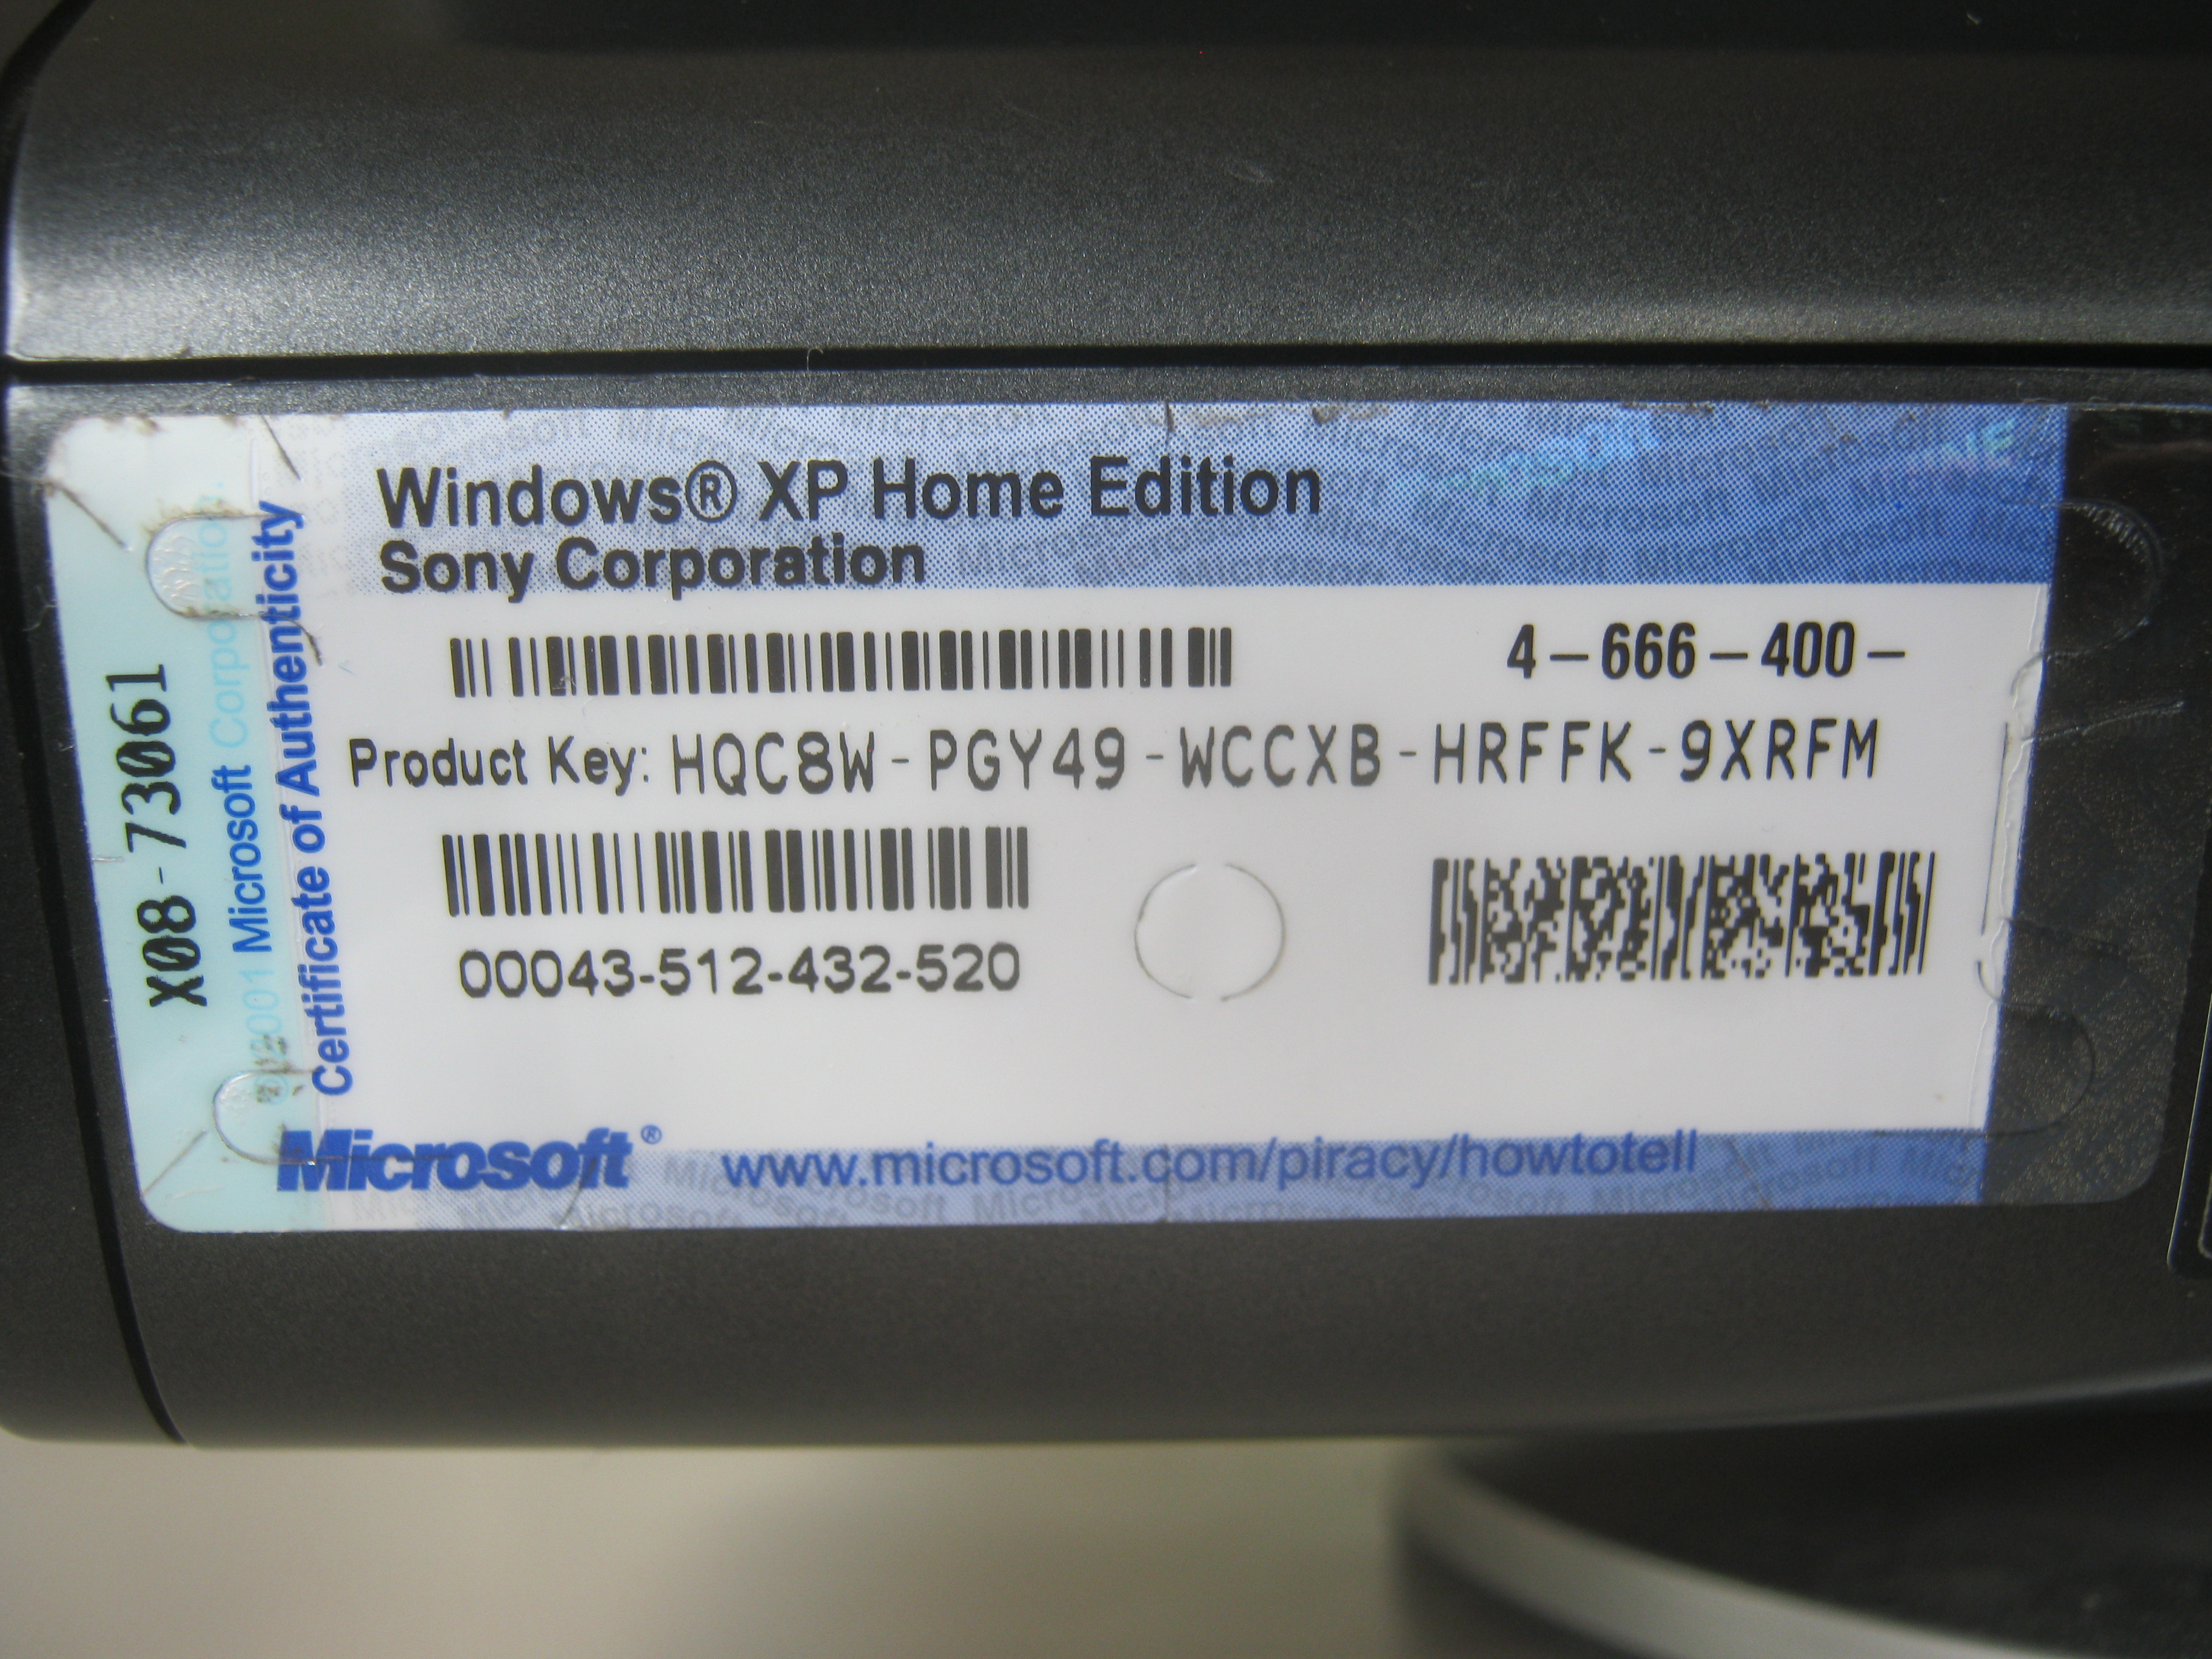 Windows® XP Home Edition
Sony Corporation
4-666-400-
Product Key: HQC8W-PGY49-WCCXB-HRFFK-9XRFM
00043-512-432-520
Microsoft®
www.microsoft.com/piracy/howtotell
Certificate of Authenticity
©2001 Microsoft Corporation.
X08-73061